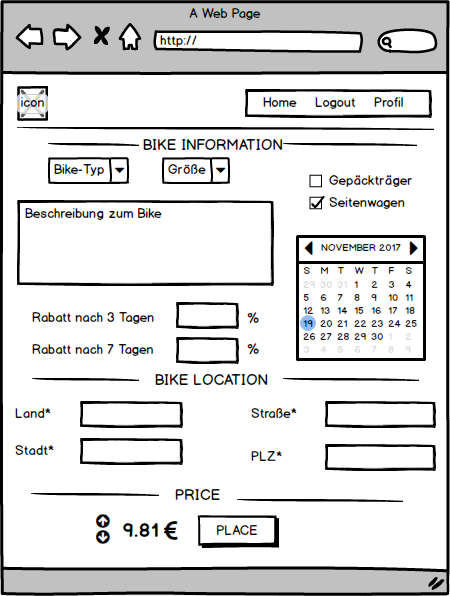 A Web Page
http://
icon
Home Logout Profil
BIKE INFORMATION
Bike-Typ Größe
Gepäckträger
Seitenwagen
Beschreibung zum Bike
NOVEMBER 2017
S M T W T F S
29 30 31 1 2 3 4
5 6 7 8 9 10 11
12 13 14 15 16 17 18
19 20 21 22 23 24 25
26 27 28 29 30 1 2
3 4 5 6 7 8 9
Rabatt nach 3 Tagen %
Rabatt nach 7 Tagen %
BIKE LOCATION
Land* Straße*
Stadt* PLZ*
PRICE
9.81 € PLACE